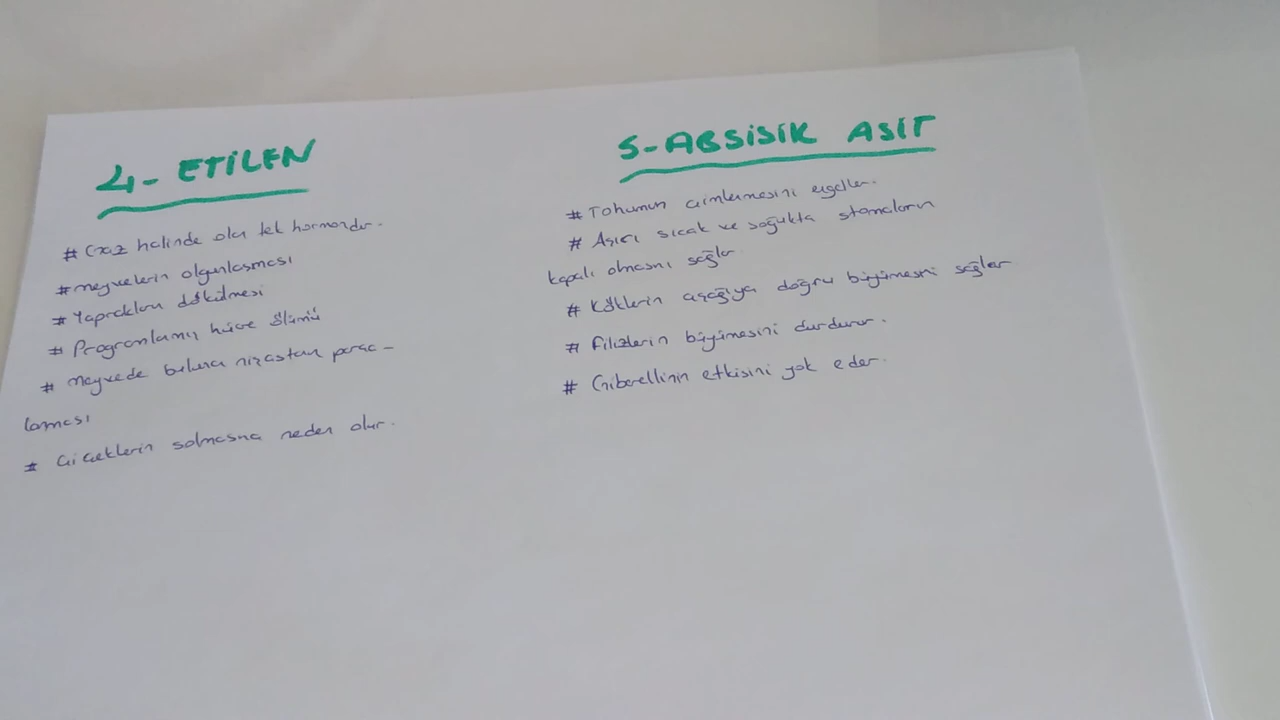 4- ETİLEN
# Gaz halinde olan tek hormondur.
# meyvelerin olgunlaşması
# Yaprakların dökülmesi
# Programlanmış hücre ölümü
# meyvede bulunan nişastanın parça-
lanması
# Çiçeklerin solmasına neden olur.
5-ABSİSİK ASİT
# Tohumun çimlenmesini engeller.
# Aşırı sıcak ve soğukta stomaların
kapalı olmasını sağlar
# Köklerin aşağıya doğru büyümesini sağlar
# Filizlerin büyümesini durdurur.
# Giberellinin etkisini yok eder.